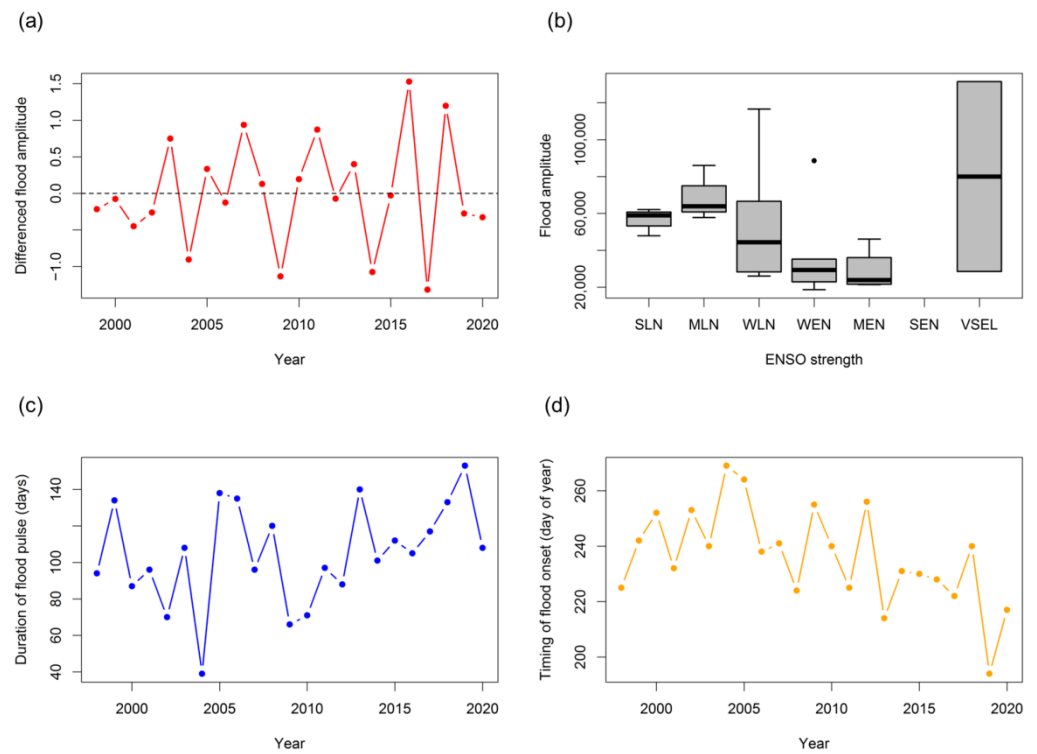 (a)
Differenced flood amplitude
1.5
1.0
0.5
0.0
−1.0
2000 2005 2010 2015 2020
Year
(b)
Flood amplitude
100,000
60,000
20,000
SLN MLN WLN WEN MEN SEN VSEL
ENSO strength
(c)
Duration of flood pulse (days)
140
120
100
80
60
40
2000 2005 2010 2015 2020
Year
(d)
Timing of flood onset (day of year)
260
240
220
200
2000 2005 2010 2015 2020
Year